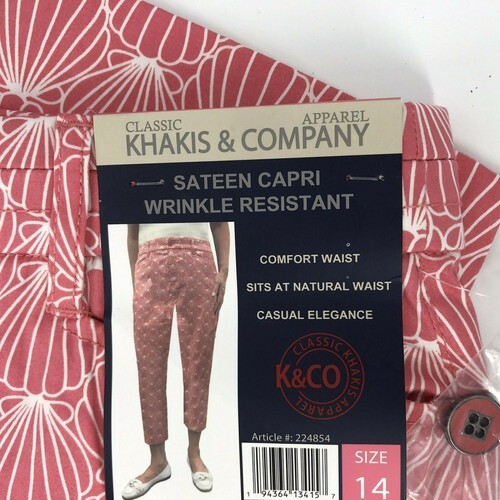 CLASSIC APPAREL
KHAKIS & COMPANY
SATEEN CAPRI
WRINKLE RESISTANT
COMFORT WAIST
SITS AT NATURAL WAIST
CASUAL ELEGANCE
CLASSIC KHAKIS APPAREL
K&CO
Article #: 224854
SIZE
14
1 94364 13415 7